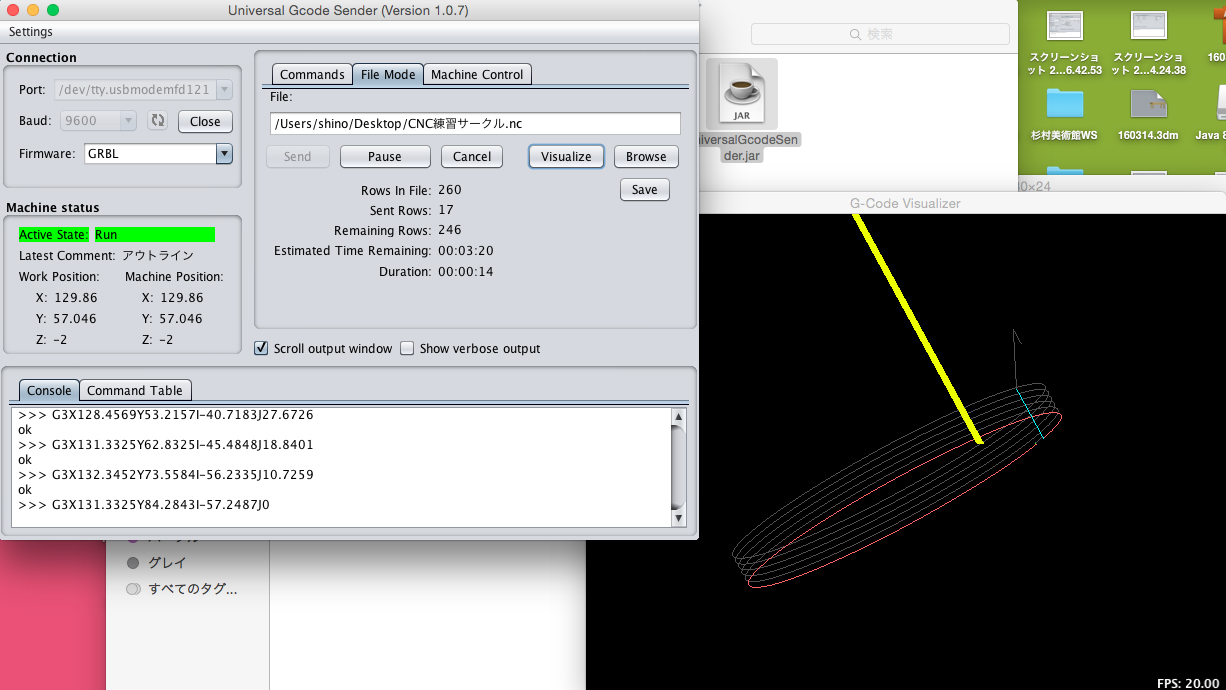 Universal Gcode Sender (Version 1.0.7)
Settings
Connection
Port: /dev/tty.usbmodemfd121
Baud: 9600 Close
Firmware: GRBL
Machine status
Active State: Run
Latest Comment: アウトライン
Work Position: Machine Position:
X: 129.86 X: 129.86
Y: 57.046 Y: 57.046
Z: -2 Z: -2
Commands File Mode Machine Control
File:
/Users/shino/Desktop/CNC練習サークル.nc
Send Pause Cancel Visualize Browse
Save
Rows In File: 260
Sent Rows: 17
Remaining Rows: 246
Estimated Time Remaining: 00:03:20
Duration: 00:00:14
Scroll output window Show verbose output
Console Command Table
>>> G3X128.4569Y53.2157I-40.7183J27.6726
ok
>>> G3X131.3325Y62.8325I-45.4848J18.8401
ok
>>> G3X132.3452Y73.5584I-56.2335J10.7259
ok
>>> G3X131.3325Y84.2843I-57.2487J0
グレイ
すべてのタグ...
検索
JAR
iversalGcodeSen
der.jar
スクリーンショ
ット 2...6.42.53
スクリーンショ
ット 2...4.24.38
杉村美術館WS
160314.3dm
Java 8
G-Code Visualizer
FPS: 20.00